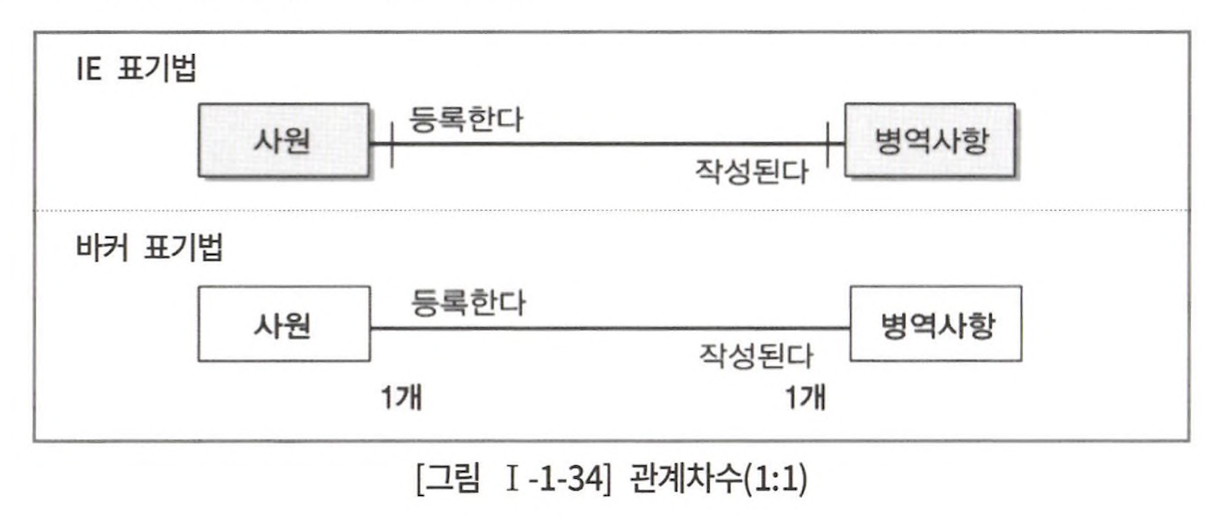 IE 표기법
사원 등록한다 병역사항
작성된다
바커 표기법
사원 등록한다 병역사항
작성된다
1개 1개
[그림 Ⅰ-1-34] 관계차수(1:1)